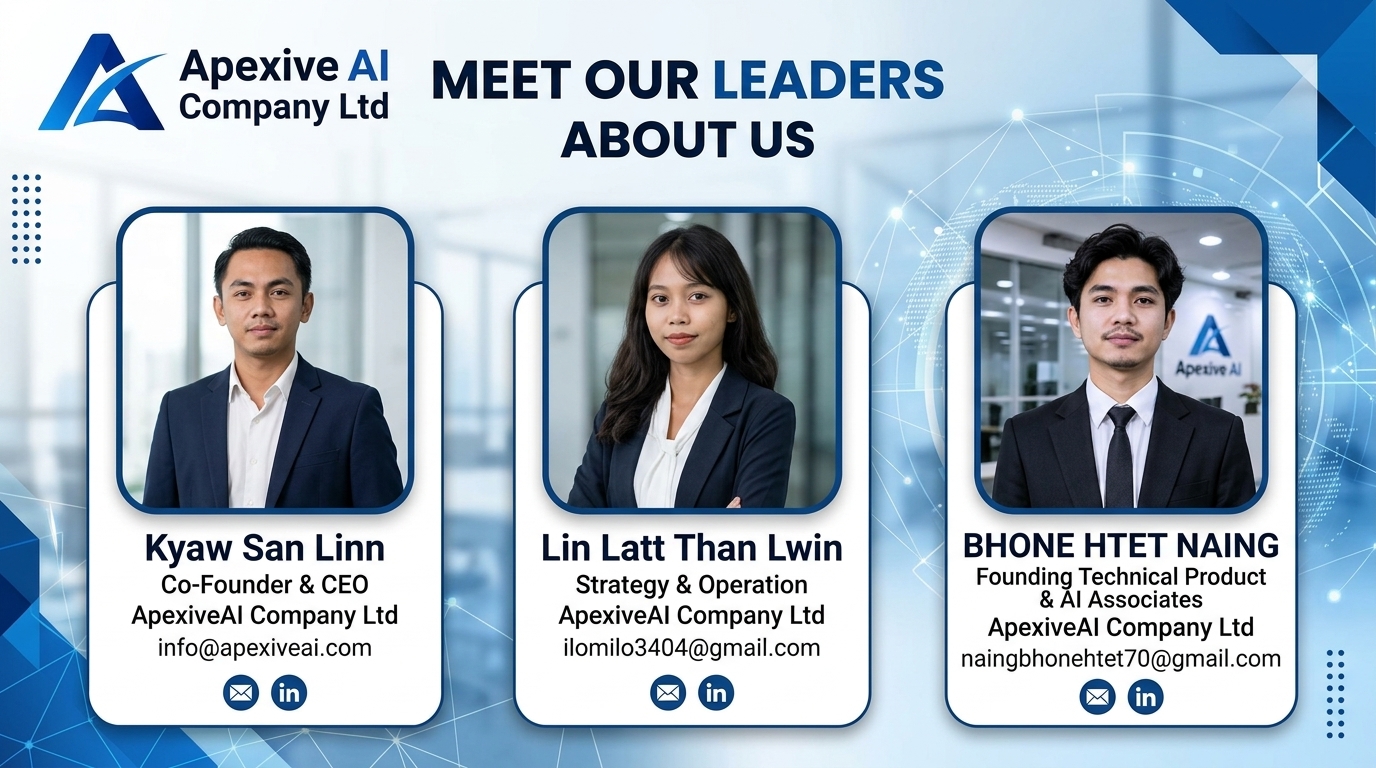 Apexive AI
Company Ltd
MEET OUR LEADERS
ABOUT US
Apexive AI
Kyaw San Linn
Co-Founder & CEO
ApexiveAI Company Ltd
info@apexiveai.com
in
Lin Latt Than Lwin
Strategy & Operation
ApexiveAI Company Ltd
ilomilo3404@gmail.com
in
BHONE HTET NAING
Founding Technical Product
& AI Associates
ApexiveAI Company Ltd
naingbhonehtet70@gmail.com
in